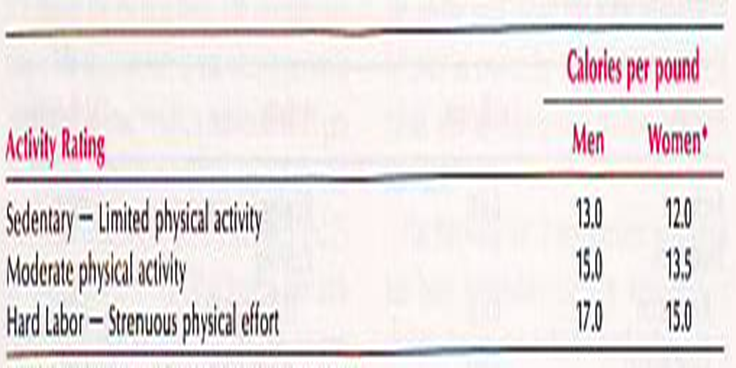 Calories per pound
Activity Rating Men Women♦
Sedentary — Limited physical activity 13.0 12.0
Moderate physical activity 15.0 13.5
Hard Labor — Strenuous physical effort 17.0 15.0